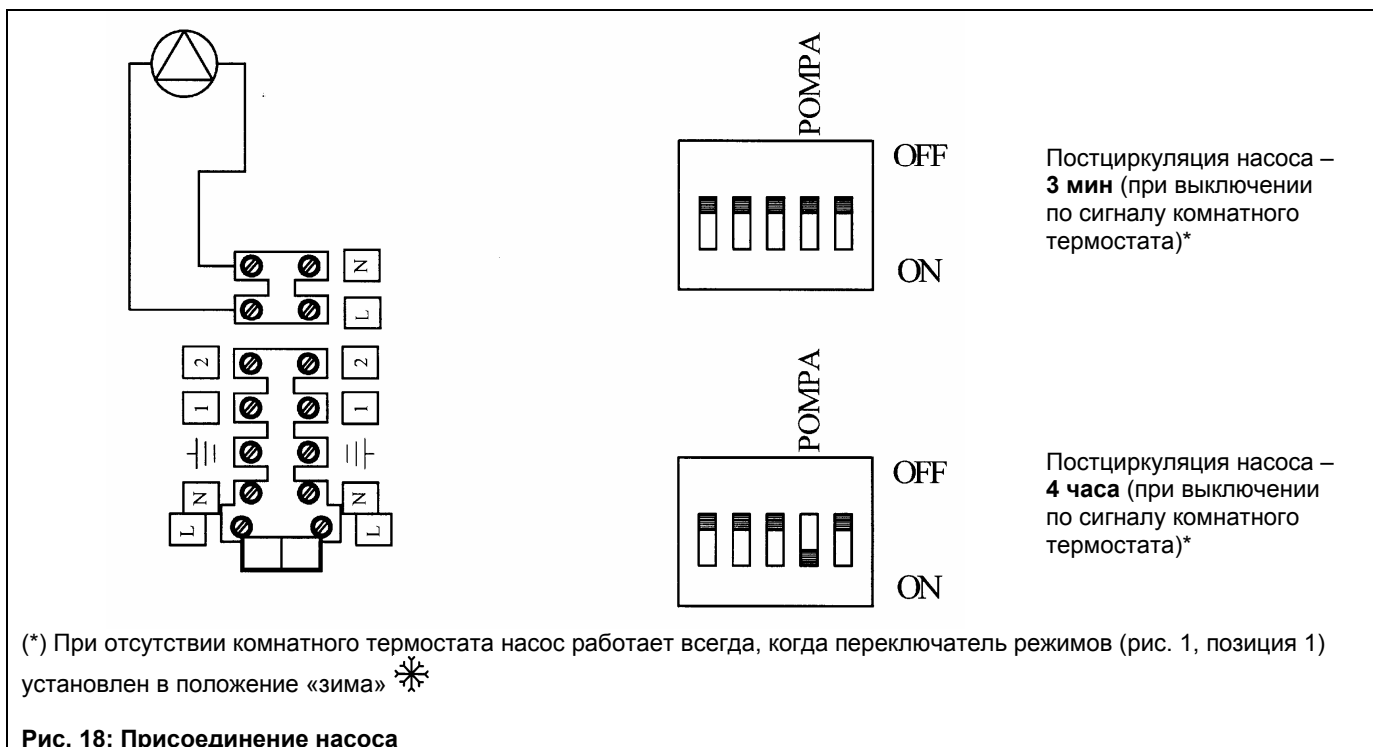 POMPA
OFF
ON
Постциркуляция насоса –
3 мин (при выключении
по сигналу комнатного
термостата)*
N
L
2 2
1 1
N N
L L
POMPA
OFF
ON
Постциркуляция насоса –
4 часа (при выключении
по сигналу комнатного
термостата)*
(*) При отсутствии комнатного термостата насос работает всегда, когда переключатель режимов (рис. 1, позиция 1)
установлен в положение «зима»
Рис. 18: Присоединение насоса